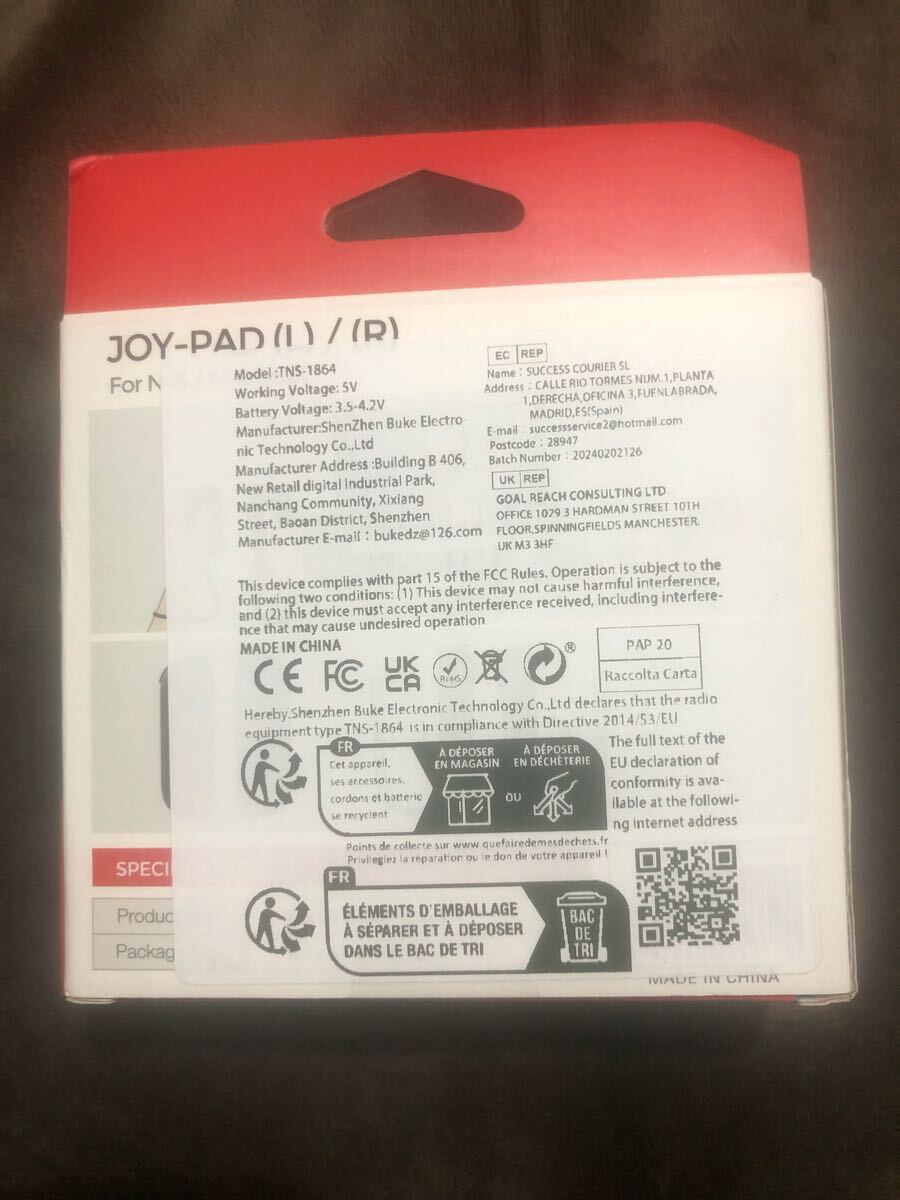 JOY-PAD (L) / (R)
For N
Model :TNS-1864
Working Voltage: 5V
Battery Voltage: 3.5-4.2V
Manufacturer:ShenZhen Buke Electro-
nic Technology Co.,Ltd
Manufacturer Address :Building B 406,
New Retail digital Industrial Park,
Nanchang Community, Xixiang
Street, Baoan District, Shenzhen
Manufacturer E-mail : bukedz@126.com
EC REP
Name : SUCCESS COURIER SL
Address : CALLE RIO TORMES NUM. 1,PLANTA
1,DERECHA,OFICINA 3,FUENLABRADA,
MADRID,ES(Spain)
E-mail : successservice2@hotmail.com
Postcode : 28947
Batch Number : 20240202126
UK REP
GOAL REACH CONSULTING LTD
OFFICE 1029 3 HARDMAN STREET 10TH
FLOOR,SPINNINGFIELDS MANCHESTER.
UK M3 3HF
This device complies with part 15 of the FCC Rules. Operation is subject to the
following two conditions: (1) This device may not cause harmful interference,
and (2) this device must accept any interference received, including interfere-
nce that may cause undesired operation
MADE IN CHINA
CE FC UK
CA RoHS ®
PAP 20
Raccolta Carta
Hereby,Shenzhen Buke Electronic Technology Co.,Ltd declares that the radio
equipment type TNS-1864 is in compliance with Directive 2014/53/EU
FR
Cet appareil,
ses accessoires,
cordons et batterie
se recyclent
À DÉPOSER
EN MAGASIN
OU
À DÉPOSER
EN DÉCHÈTERIE
The full text of the
EU declaration of
conformity is ava-
ilable at the followi-
ng internet address
Points de collecte sur www.quefairedemesdechets.fr
Privilegiez la réparation ou le don de votre appareil !
FR
ÉLÉMENTS D'EMBALLAGE
À SÉPARER ET À DÉPOSER
DANS LE BAC DE TRI
BAC
DE
TRI
SPECI
Produc
Packag
MADE IN CHINA